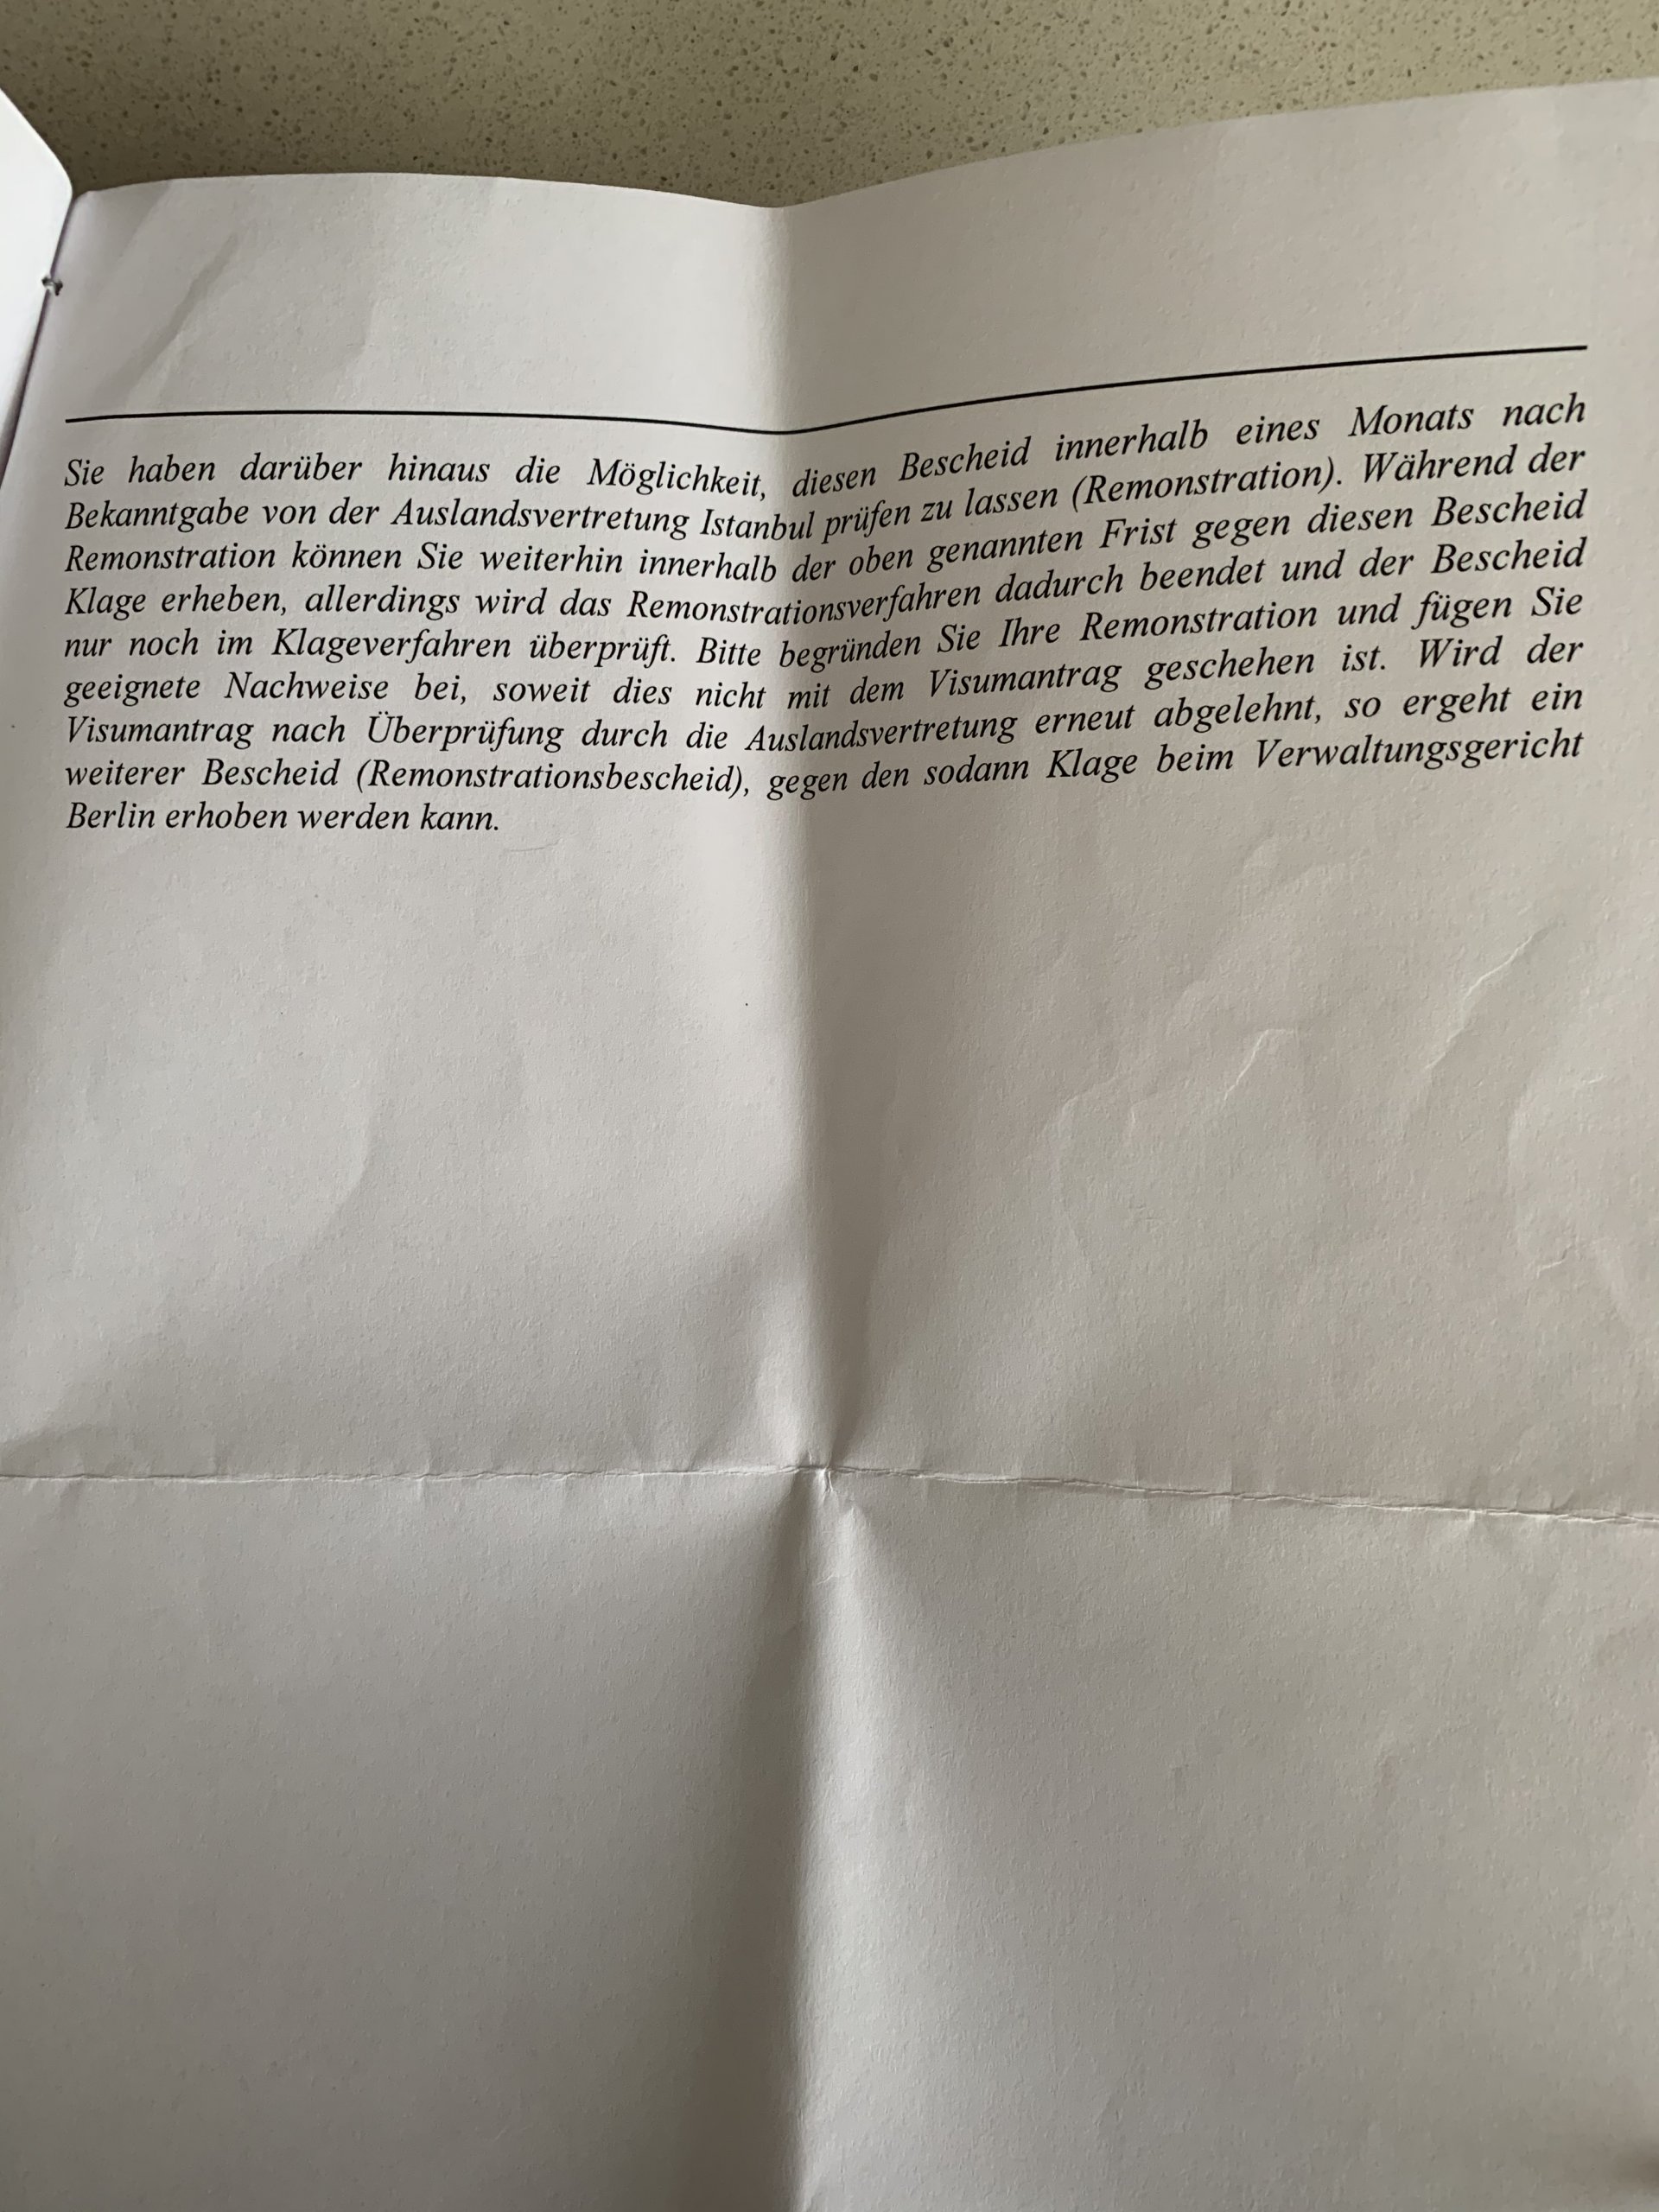 Sie haben darüber hinaus die Möglichkeit, diesen Bescheid innerhalb eines Monats nach
Bekanntgabe von der Auslandsvertretung Istanbul prüfen zu lassen (Remonstration). Während der
Remonstration können Sie weiterhin innerhalb der oben genannten Frist gegen diesen Bescheid
Klage erheben, allerdings wird das Remonstrationsverfahren dadurch beendet und der Bescheid
nur noch im Klageverfahren überprüft. Bitte begründen Sie Ihre Remonstration und fügen Sie
geeignete Nachweise bei, soweit dies nicht mit dem Visumantrag geschehen ist. Wird der
Visumantrag nach Überprüfung durch die Auslandsvertretung erneut abgelehnt, so ergeht ein
weiterer Bescheid (Remonstrationsbescheid), gegen den sodann Klage beim Verwaltungsgericht
Berlin erhoben werden kann.